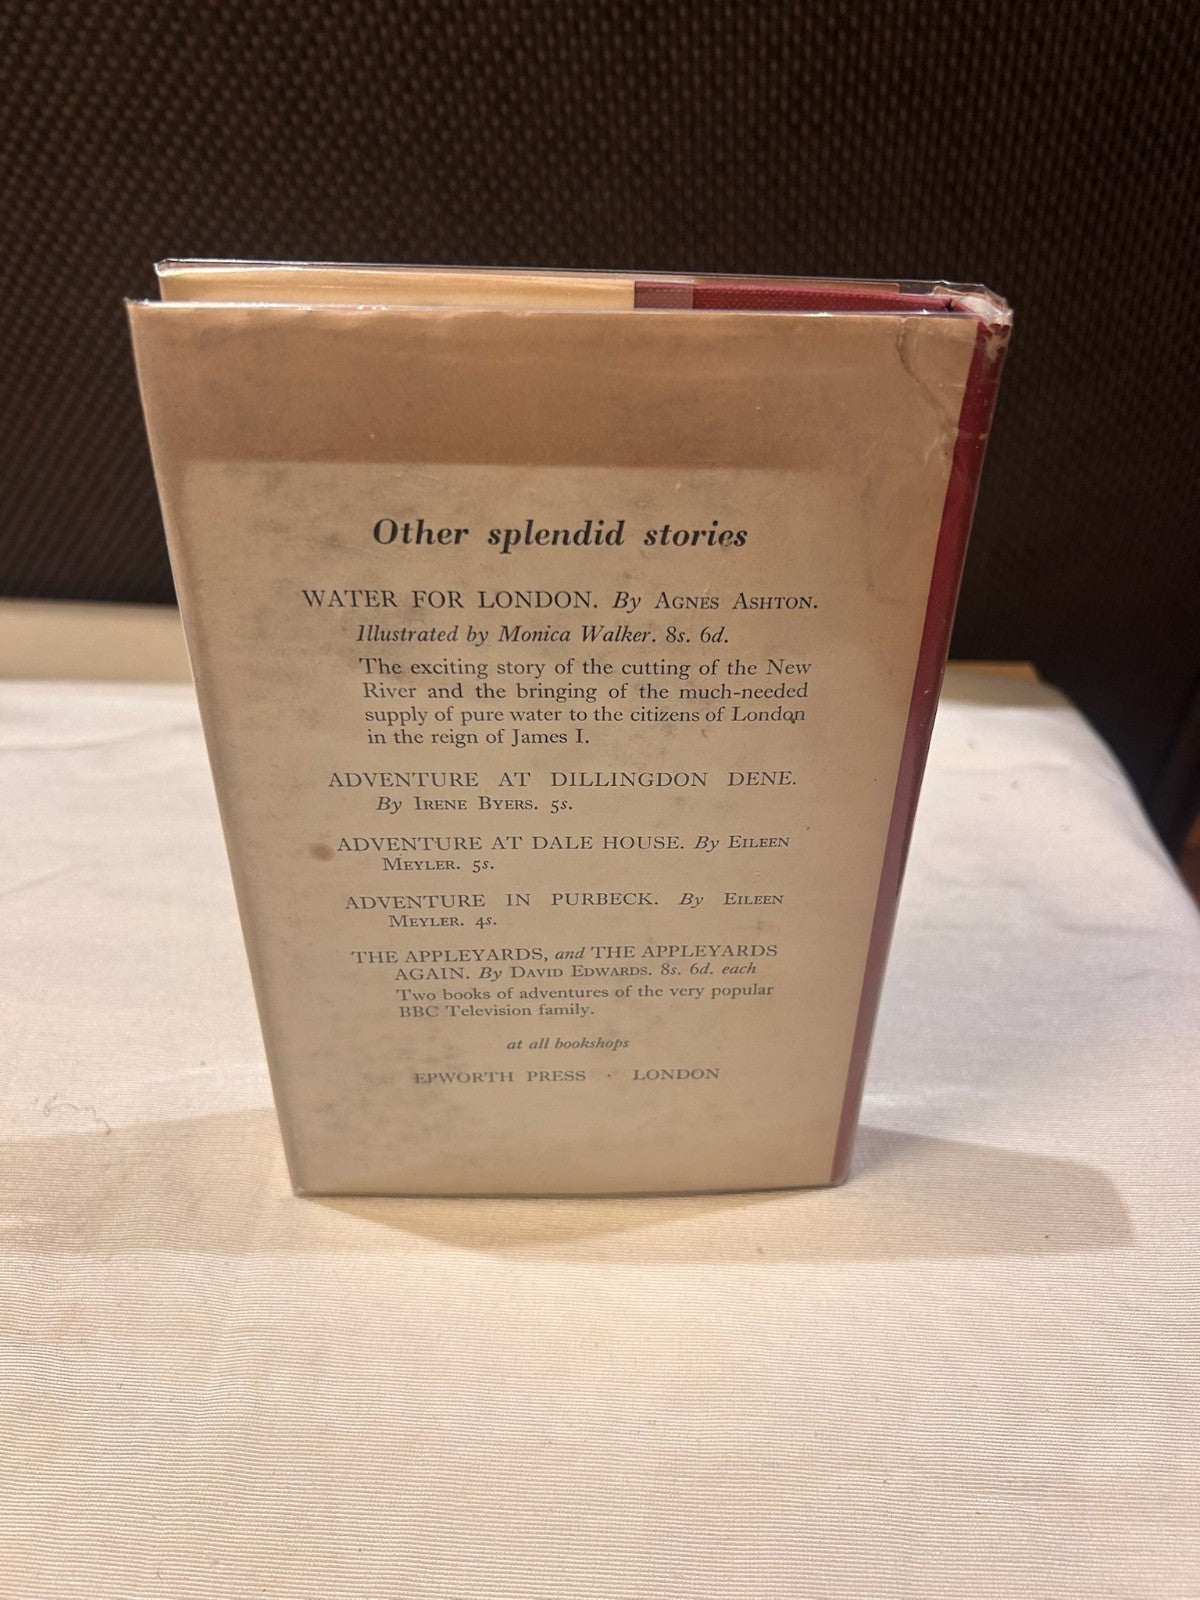 Other splendid stories
WATER FOR LONDON. By AGNES ASHTON.
Illustrated by Monica Walker. 8s. 6d.
The exciting story of the cutting of the New
River and the bringing of the much-needed
supply of pure water to the citizens of London
in the reign of James I.
ADVENTURE AT DILLINGDON DENE.
By IRENE BYERS. 5s.
ADVENTURE AT DALE HOUSE. By EILEEN
MEYLER. 5s.
ADVENTURE IN PURBECK. By EILEEN
MEYLER. 4s.
THE APPLEYARDS, and THE APPLEYARDS
AGAIN. By DAVID EDWARDS. 8s. 6d. each
Two books of adventures of the very popular
BBC Television family.
at all bookshops
EPWORTH PRESS · LONDON